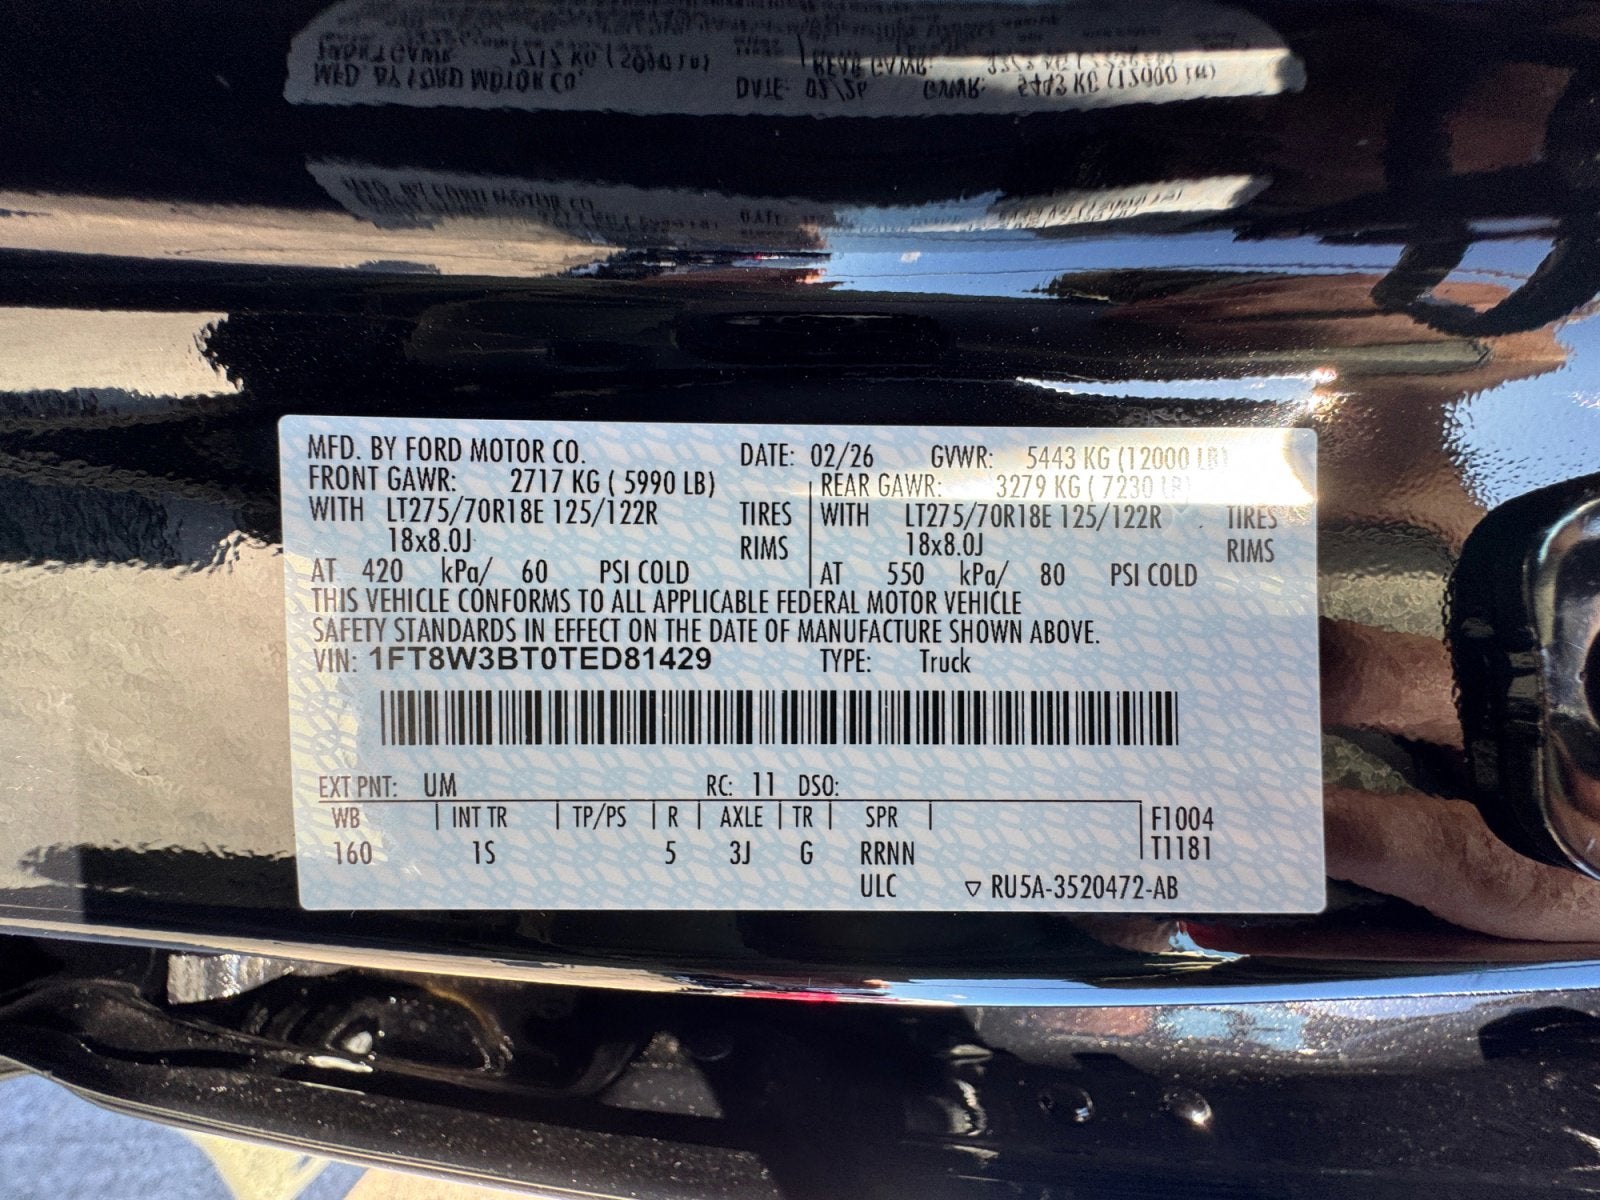 MFD. BY FORD MOTOR CO. DATE: 02/26 GVWR: 5443 KG (12000 LB)
FRONT GAWR: 2717 KG ( 5990 LB) REAR GAWR: 3279 KG ( 7230 LB)
WITH LT275/70R18E 125/122R TIRES WITH LT275/70R18E 125/122R TIRES
18x8.0J RIMS 18x8.0J RIMS
AT 420 kPa/ 60 PSI COLD AT 550 kPa/ 80 PSI COLD
THIS VEHICLE CONFORMS TO ALL APPLICABLE FEDERAL MOTOR VEHICLE
SAFETY STANDARDS IN EFFECT ON THE DATE OF MANUFACTURE SHOWN ABOVE.
VIN: 1FT8W3BT0TED81429 TYPE: Truck
EXT PNT: UM RC: 11 DSO:
WB INT TR TP/PS R AXLE TR SPR F1004
160 1S 5 3J G RRNN T1181
ULC ▽ RU5A-3520472-AB